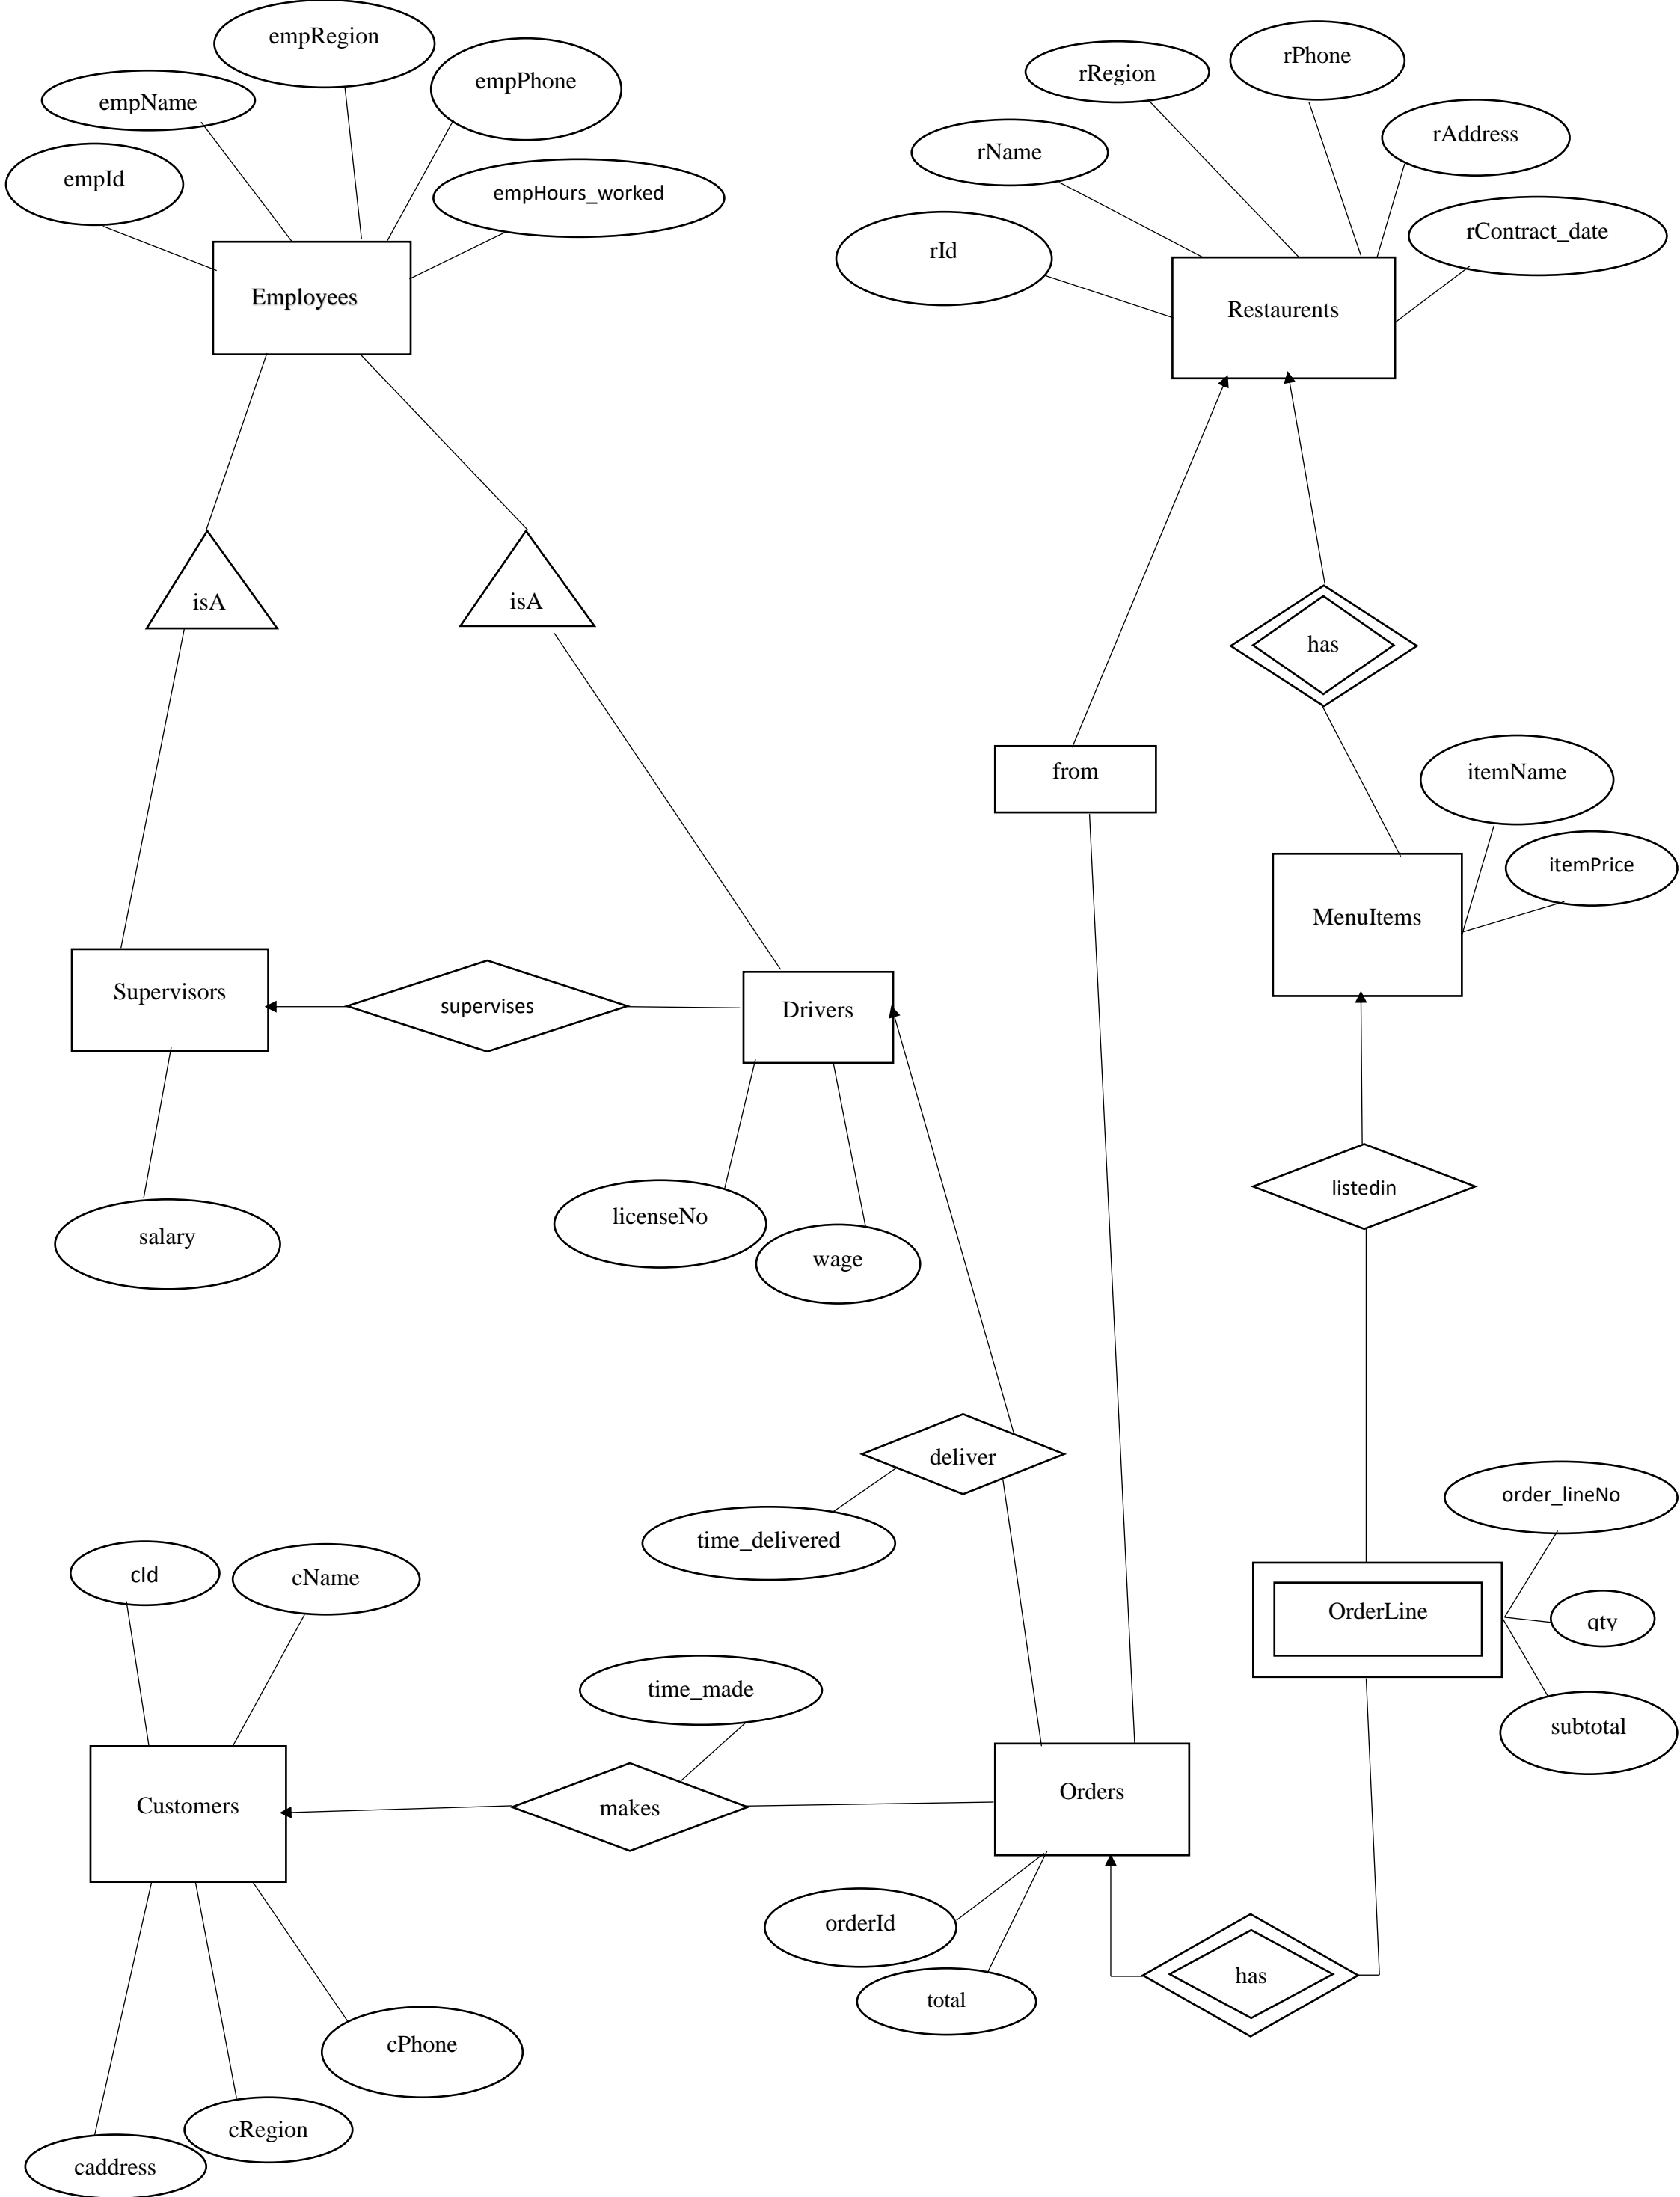 empRegion
rPhone
empPhone
rRegion
empName
rAddress
rName
empId
empHours_worked
rContract_date
rId
Employees
Restaurents
isA
isA
has
from
itemName
itemPrice
MenuItems
Supervisors
supervises
Drivers
listedin
licenseNo
salary
wage
deliver
order_lineNo
time_delivered
cId
cName
OrderLine
qty
time_made
subtotal
Orders
Customers
makes
orderId
has
total
cPhone
cRegion
caddress